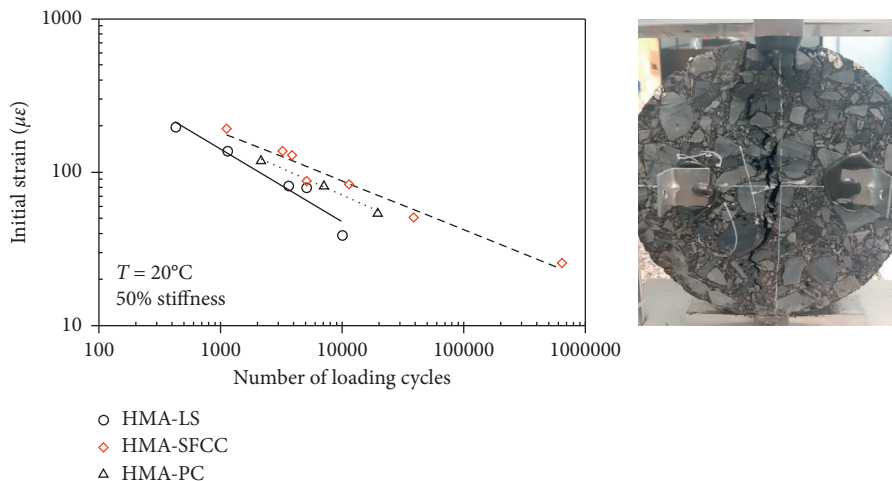 1000
100
10
Initial strain (με)
T = 20°C
50% stiffness
100
1000
10000
100000
1000000
Number of loading cycles
HMA-LS
HMA-SFCC
HMA-PC